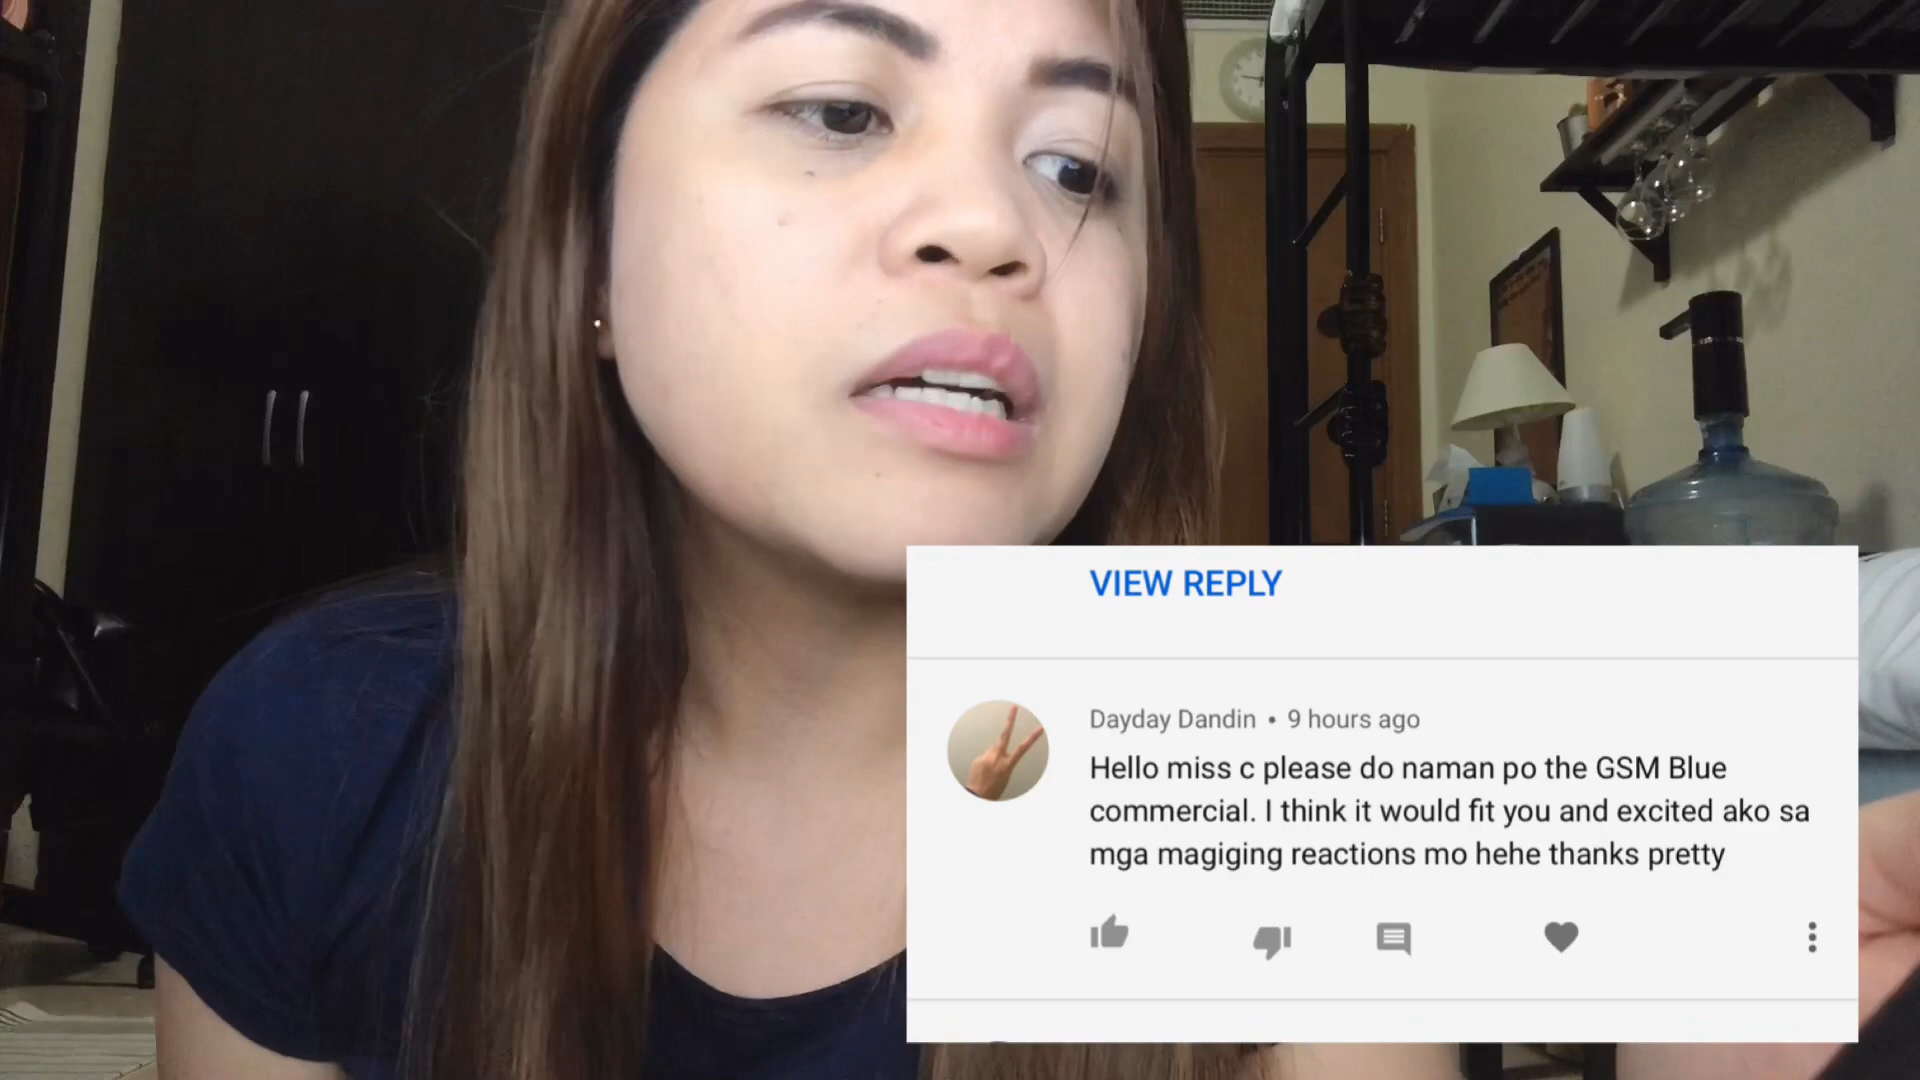 VIEW REPLY
Dayday Dandin • 9 hours ago
Hello miss c please do naman po the GSM Blue
commercial. I think it would fit you and excited ako sa
mga magiging reactions mo hehe thanks pretty